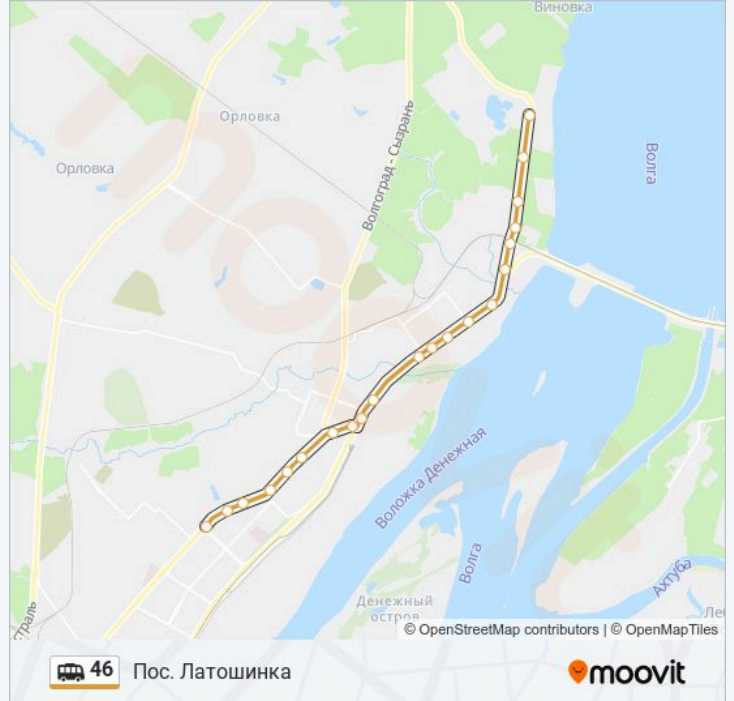 Виновка
Орловка
Орловка
Волгоград - Сызрань
Волга
Воложка Денежная
Волга
Ахтуба
Денежный
остров
Леб
страль
© OpenStreetMap contributors | © OpenMapTiles
46 Пос. Латошинка
moovit